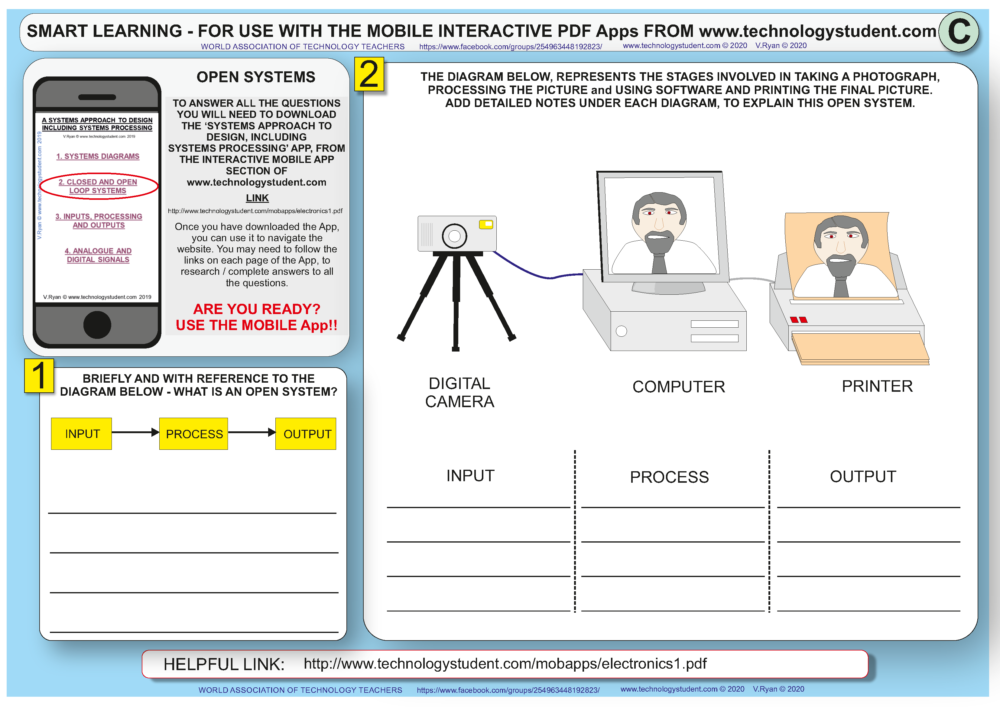 SMART LEARNING - FOR USE WITH THE MOBILE INTERACTIVE PDF Apps FROM www.technologystudent.com
C
WORLD ASSOCIATION OF TECHNOLOGY TEACHERS https://www.facebook.com/groups/254963448192823/ www.technologystudent.com © 2020 V.Ryan © 2020
OPEN SYSTEMS
A SYSTEMS APPROACH TO DESIGN
INCLUDING SYSTEMS PROCESSING
V.Ryan © www.technologystudent.com 2019
V.Ryan © www.technologystudent.com 2019
1. SYSTEMS DIAGRAMS
2. CLOSED AND OPEN
LOOP SYSTEMS
3. INPUTS, PROCESSING
AND OUTPUTS
4. ANALOGUE AND
DIGITAL SIGNALS
V.Ryan © www.technologystudent.com 2019
TO ANSWER ALL THE QUESTIONS
YOU WILL NEED TO DOWNLOAD
THE ‘SYSTEMS APPROACH TO
DESIGN, INCLUDING
SYSTEMS PROCESSING’ APP, FROM
THE INTERACTIVE MOBILE APP
SECTION OF
www.technologystudent.com
LINK
http://www.technologystudent.com/mobapps/electronics1.pdf
Once you have downloaded the App,
you can use it to navigate the
website. You may need to follow the
links on each page of the App, to
research / complete answers to all
the questions.
ARE YOU READY?
USE THE MOBILE App!!
1
BRIEFLY AND WITH REFERENCE TO THE
DIAGRAM BELOW - WHAT IS AN OPEN SYSTEM?
INPUT PROCESS OUTPUT
2
THE DIAGRAM BELOW, REPRESENTS THE STAGES INVOLVED IN TAKING A PHOTOGRAPH,
PROCESSING THE PICTURE and USING SOFTWARE AND PRINTING THE FINAL PICTURE.
ADD DETAILED NOTES UNDER EACH DIAGRAM, TO EXPLAIN THIS OPEN SYSTEM.
DIGITAL
CAMERA
COMPUTER
PRINTER
INPUT
PROCESS
OUTPUT
HELPFUL LINK: http://www.technologystudent.com/mobapps/electronics1.pdf
WORLD ASSOCIATION OF TECHNOLOGY TEACHERS https://www.facebook.com/groups/254963448192823/ www.technologystudent.com © 2020 V.Ryan © 2020